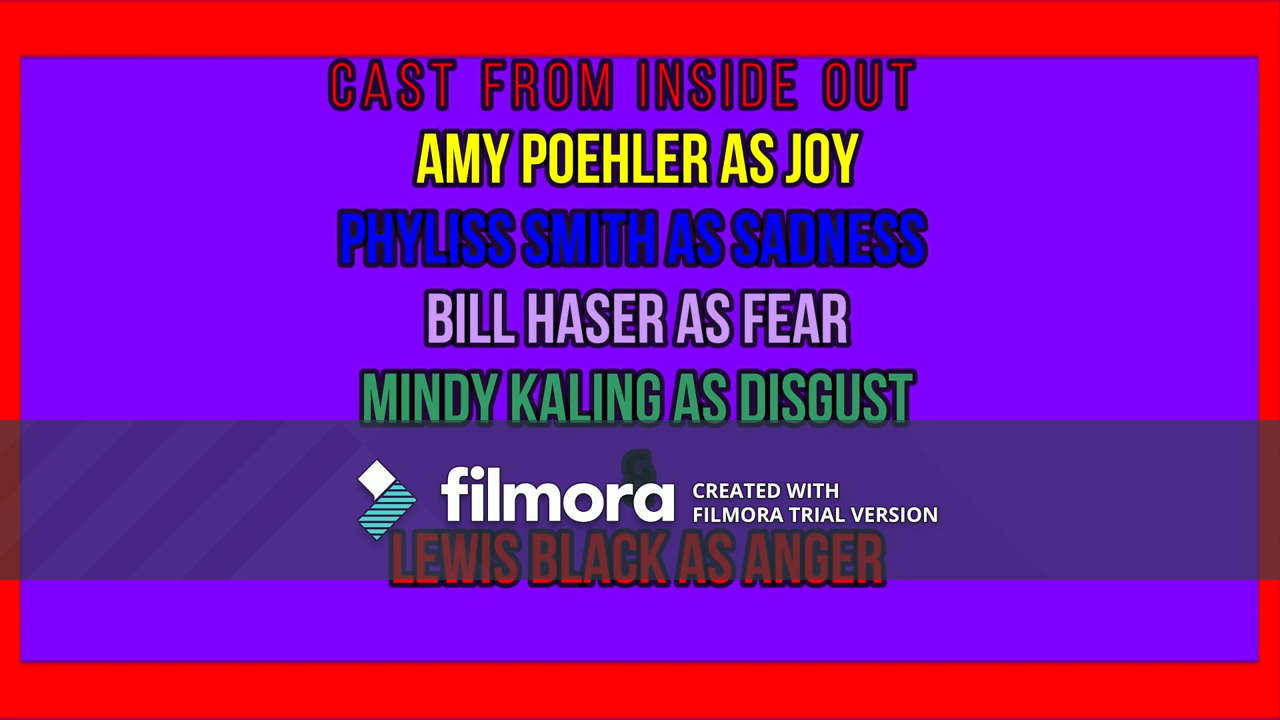 CAST FROM INSIDE OUT
AMY POEHLER AS JOY
PHYLISS SMITH AS SADNESS
BILL HASER AS FEAR
MINDY KALING AS DISGUST
&
filmora
CREATED WITH
FILMORA TRIAL VERSION
LEWIS BLACK AS ANGER